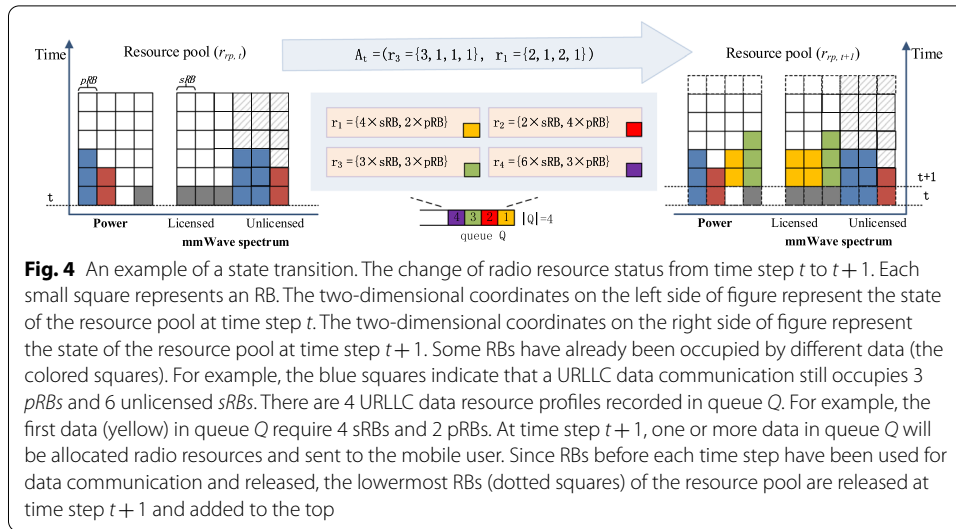 Time
Resource pool (r_rp, t)
A_t=(r_3={3,1,1,1}, r_1={2,1,2,1})
Resource pool (r_rp, t+1)
Time
pRB
sRB
r_1={4×sRB,2×pRB}
r_2={2×sRB,4×pRB}
r_3={3×sRB,3×pRB}
r_4={6×sRB,3×pRB}
t+1
t
t
Power
Licensed
Unlicensed
mmWave spectrum
4 3 2 1 |Q|=4
queue Q
Power
Licensed
Unlicensed
mmWave spectrum
Fig. 4 An example of a state transition. The change of radio resource status from time step t to t + 1. Each
small square represents an RB. The two-dimensional coordinates on the left side of figure represent the state
of the resource pool at time step t. The two-dimensional coordinates on the right side of figure represent
the state of the resource pool at time step t + 1. Some RBs have already been occupied by different data (the
colored squares). For example, the blue squares indicate that a URLLC data communication still occupies 3
pRBs and 6 unlicensed sRBs. There are 4 URLLC data resource profiles recorded in queue Q. For example, the
first data (yellow) in queue Q require 4 sRBs and 2 pRBs. At time step t + 1, one or more data in queue Q will
be allocated radio resources and sent to the mobile user. Since RBs before each time step have been used for
data communication and released, the lowermost RBs (dotted squares) of the resource pool are released at
time step t + 1 and added to the top